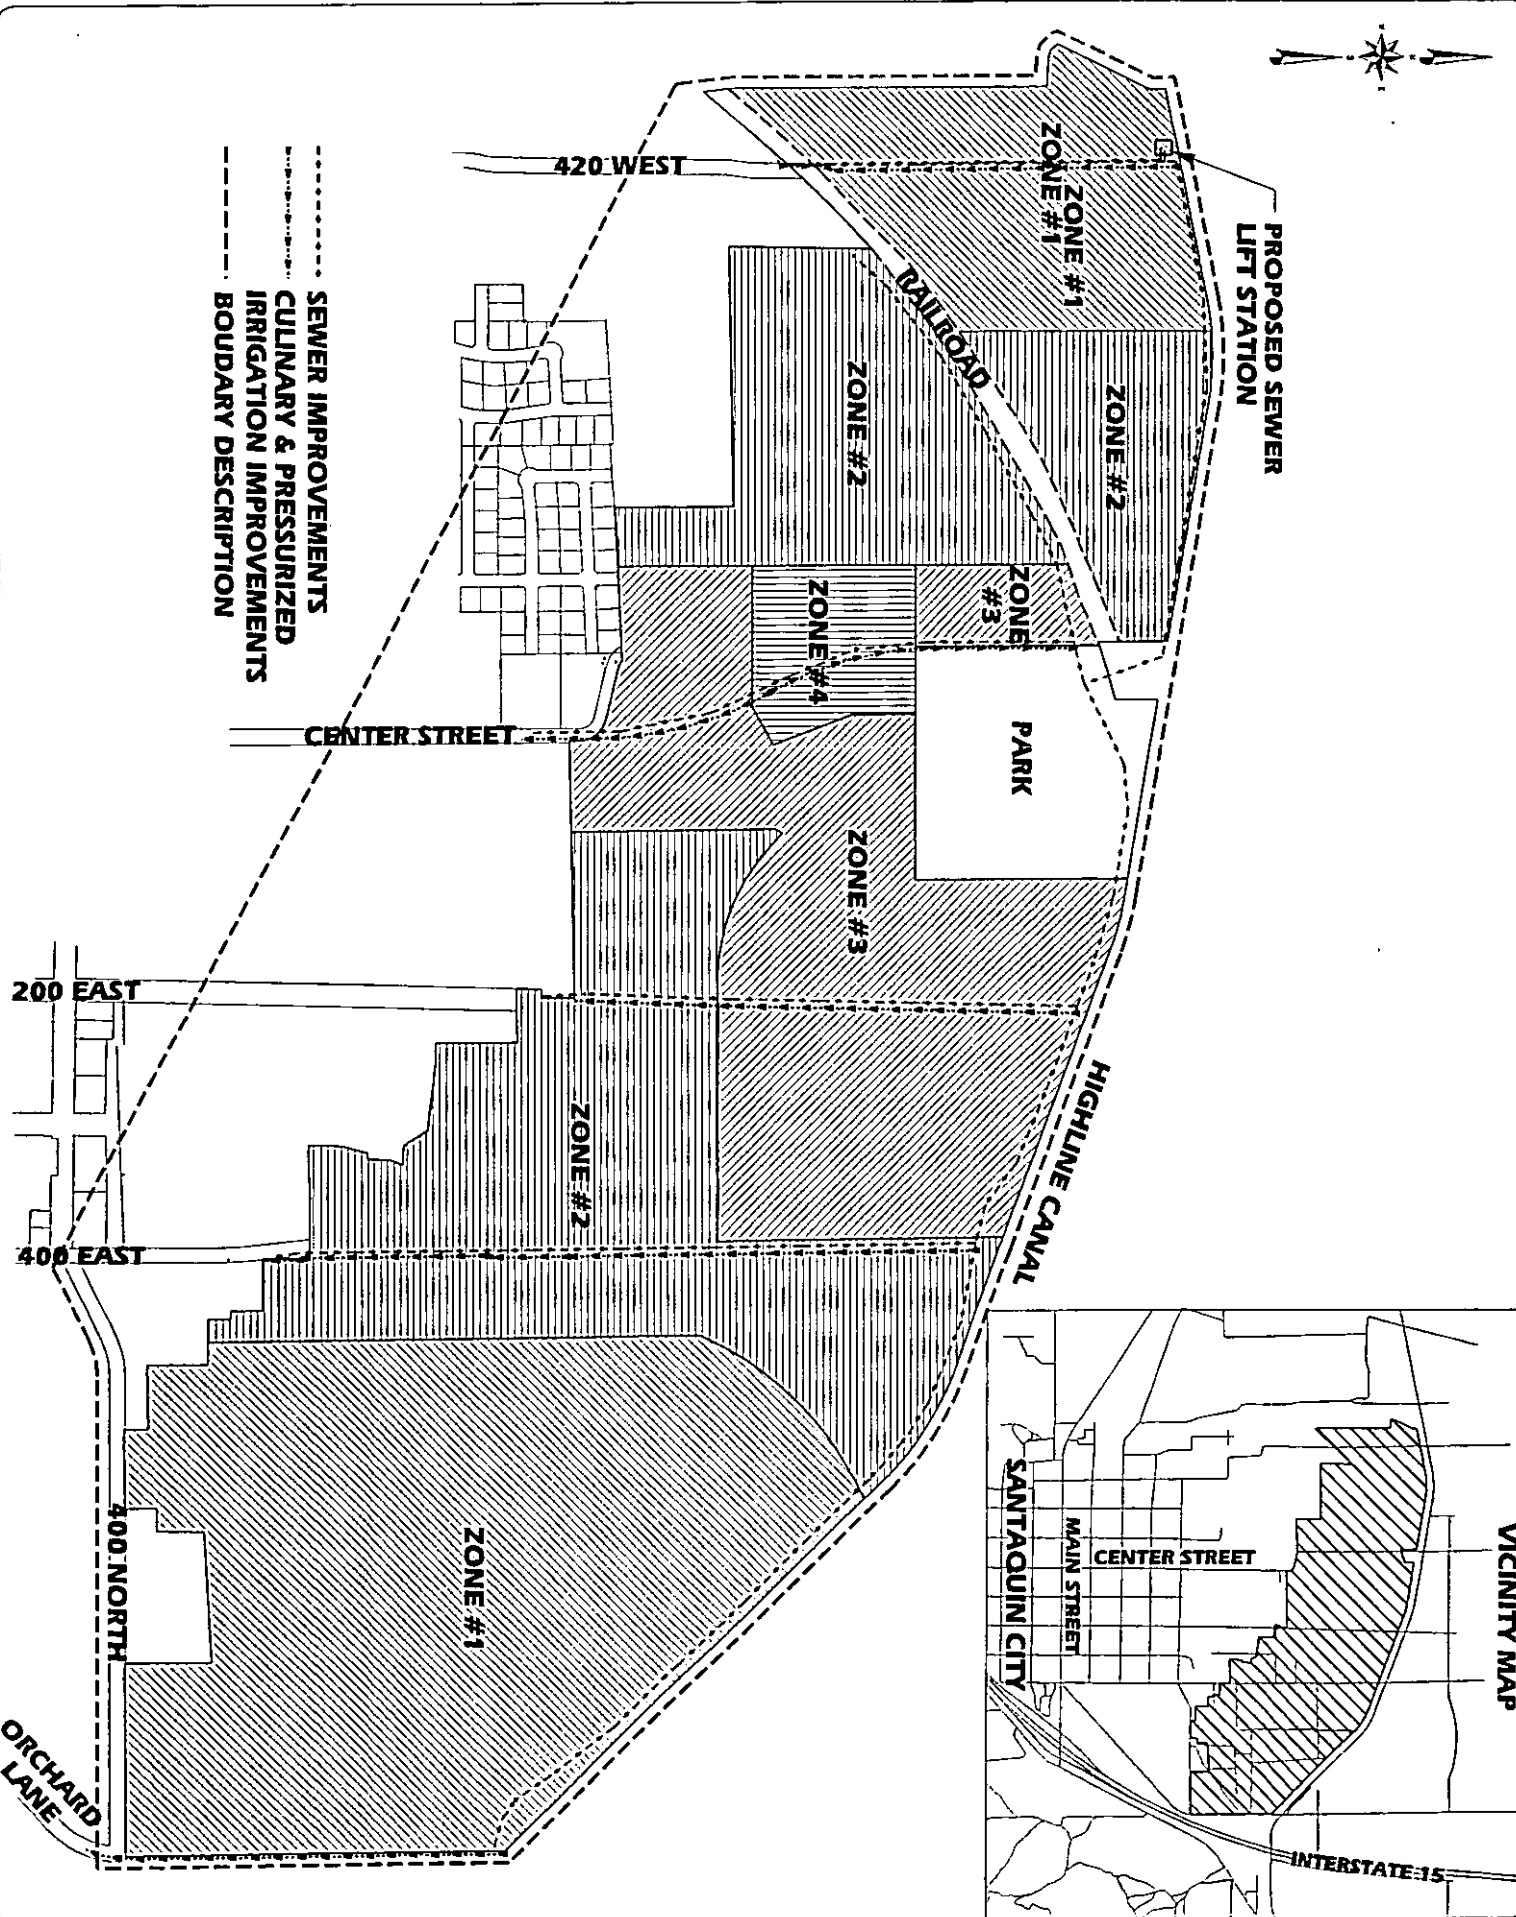 VICINITY MAP
INTERSTATE 15
CENTER STREET
MAIN STREET
SANTAQUIN CITY
PROPOSED SEWER
LIFT STATION
HIGHLINE CANAL
ZONE #1
ZONE #1
420 WEST
RAILROAD
ZONE #2
ZONE #2
ZONE
#3
ZONE #4
PARK
CENTER STREET
ZONE #3
200 EAST
ZONE #2
400 EAST
ZONE #1
400 NORTH
ORCHARD
LANE
SEWER IMPROVEMENTS
CULINARY & PRESSURIZED
IRRIGATION IMPROVEMENTS
BOUDARY DESCRIPTION